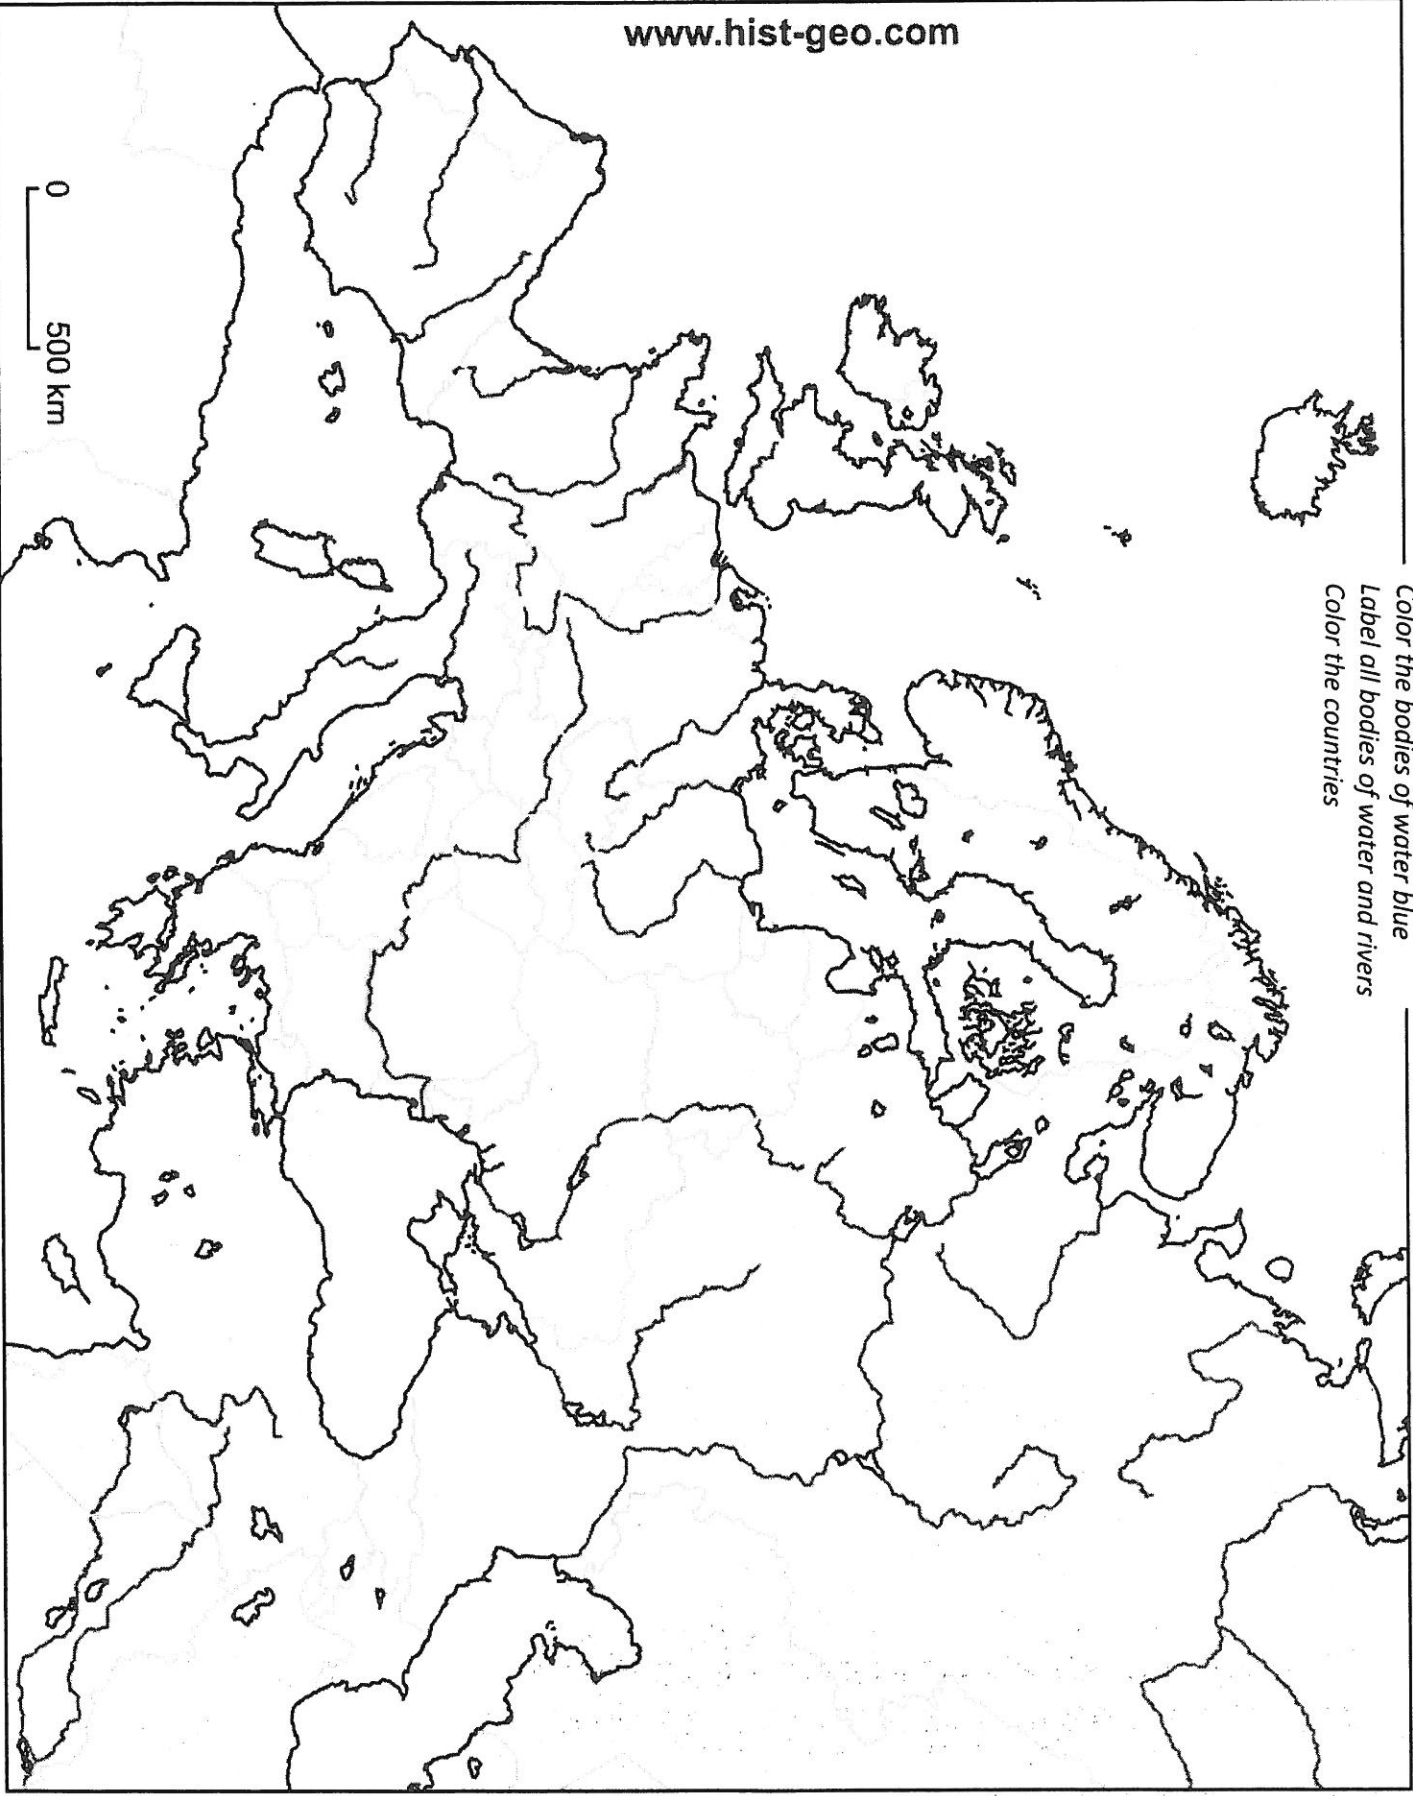 www.hist-geo.com
Color the bodies of water blue
Label all bodies of water and rivers
Color the countries
0 500 km